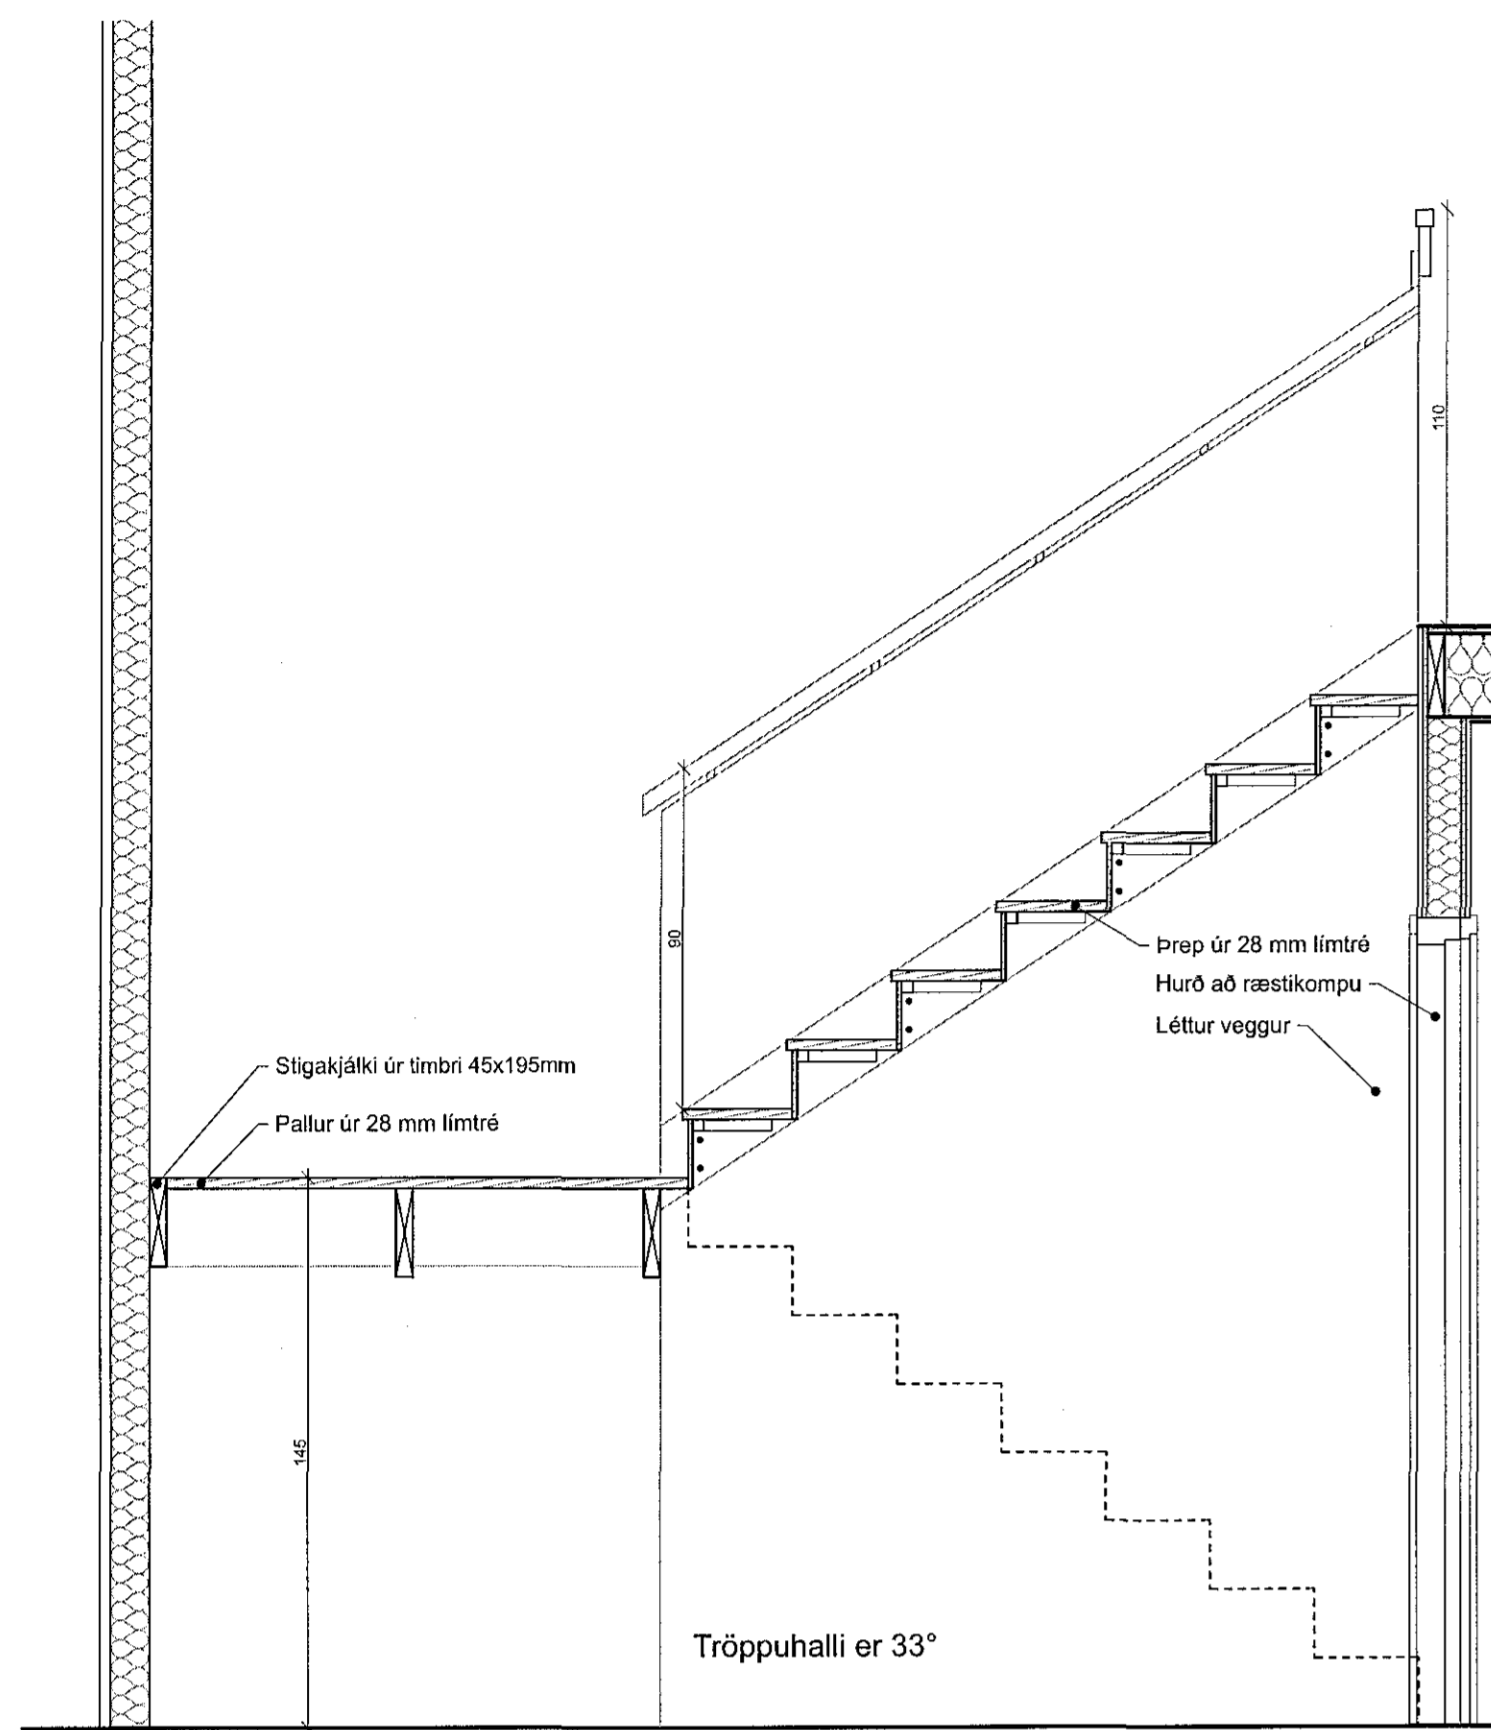 110
90
Þrep úr 28 mm límtré
Hurð að ræstikompu
Léttur veggur
Stigakjálki úr timbri 45x195mm
Pallur úr 28 mm límtré
145
Tröppuhalli er 33°